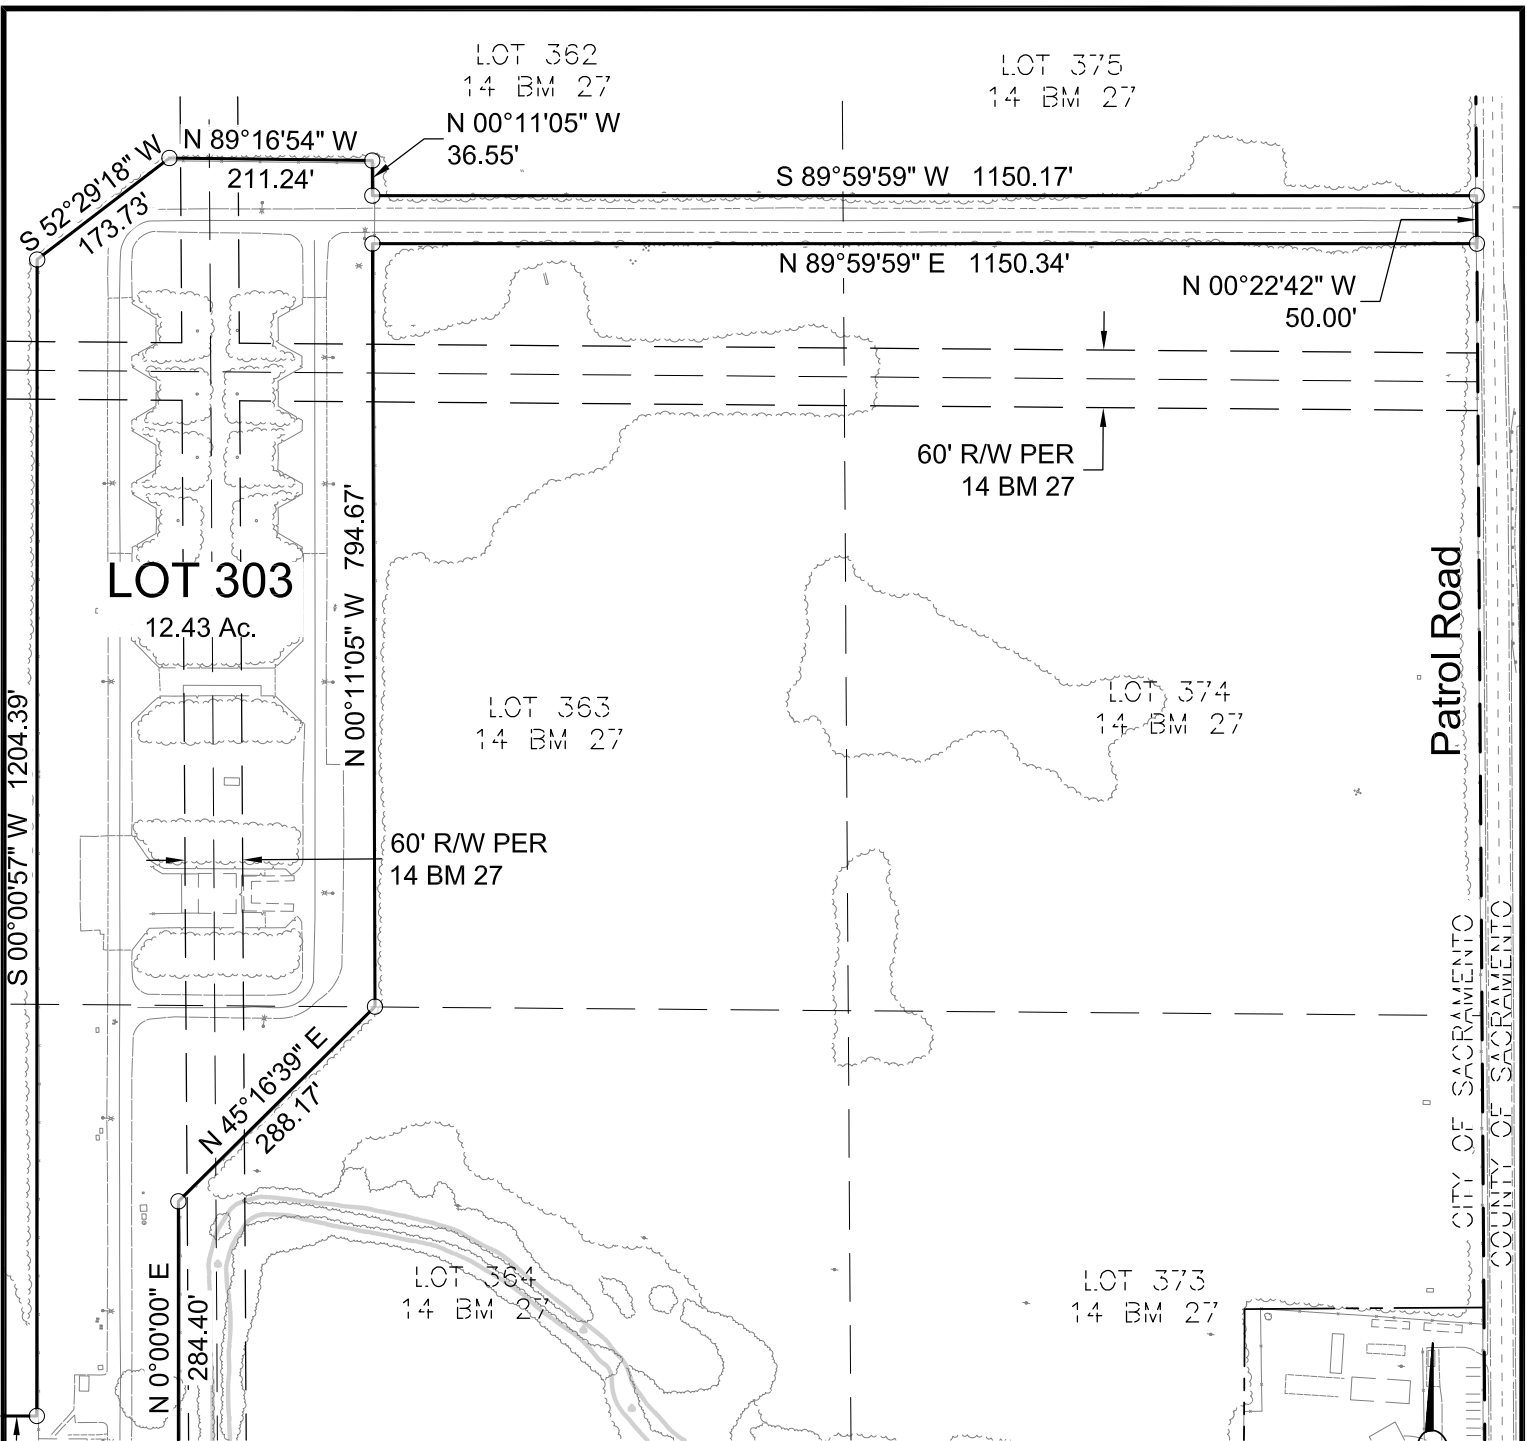 LOT 362
14 BM 27
LOT 375
14 BM 27
N 00°11'05" W
36.55'
N 89°16'54" W
211.24'
S 52°29'18" W
173.73'
S 89°59'59" W 1150.17'
N 89°59'59" E 1150.34'
N 00°22'42" W
50.00'
60' R/W PER
14 BM 27
N 00°11'05" W 794.67'
LOT 303
12.43 Ac.
Patrol Road
LOT 363
14 BM 27
LOT 374
14 BM 27
S 00°00'57" W 1204.39'
60' R/W PER
14 BM 27
CITY OF SACRAMENTO
COUNTY OF SACRAMENTO
N 45°16'39" E
288.17'
N 0°00'00" E
284.40'
LOT 364
14 BM 27
LOT 373
14 BM 27